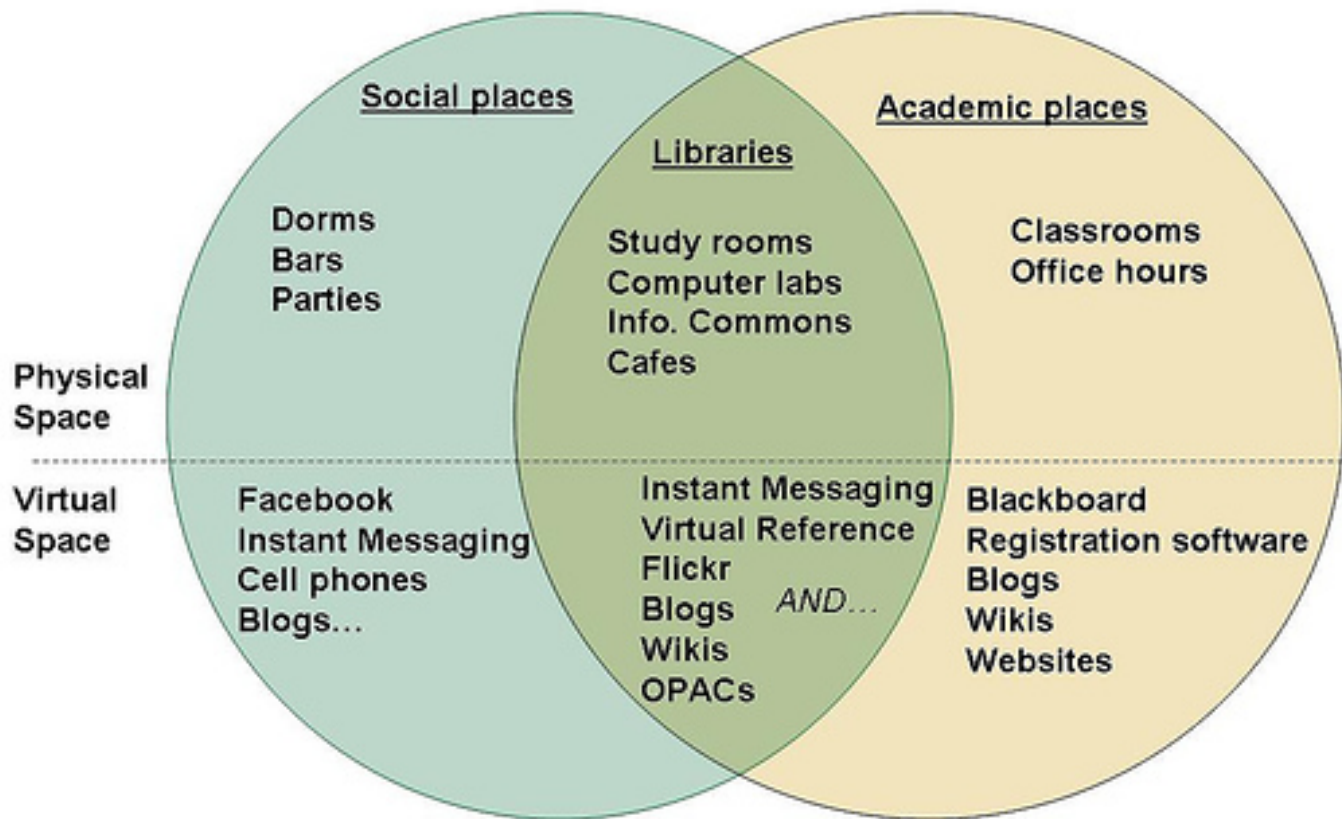 Social places
Academic places
Libraries
Dorms
Bars
Parties
Study rooms
Computer labs
Info. Commons
Cafes
Classrooms
Office hours
Physical
Space
Virtual
Space
Facebook
Instant Messaging
Cell phones
Blogs…
Instant Messaging
Virtual Reference
Flickr
Blogs AND…
Wikis
OPACs
Blackboard
Registration software
Blogs
Wikis
Websites